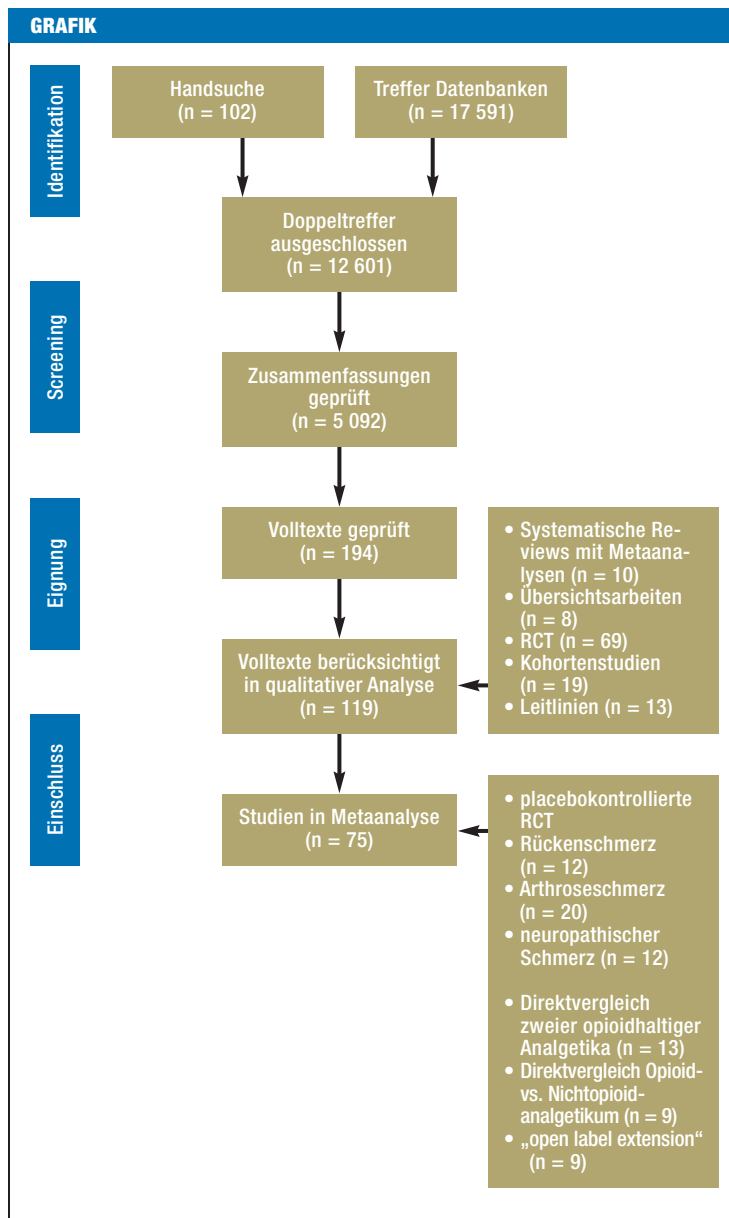 GRAFIK
Identifikation
Handsuche
(n = 102)
Treffer Datenbanken
(n = 17 591)
Doppeltreffer
ausgeschlossen
(n = 12 601)
Screening
Zusammenfassungen
geprüft
(n = 5 092)
Eignung
Volltexte geprüft
(n = 194)
Volltexte berücksichtigt
in qualitativer Analyse
(n = 119)
• Systematische Re-
views mit Metaana-
lysen (n = 10)
• Übersichtsarbeiten
(n = 8)
• RCT (n = 69)
• Kohortenstudien
(n = 19)
• Leitlinien (n = 13)
Einschluss
Studien in Metaanalyse
(n = 75)
• placebokontrollierte
RCT
• Rückenschmerz
(n = 12)
• Arthroseschmerz
(n = 20)
• neuropathischer
Schmerz (n = 12)
• Direktvergleich
zweier opioidhaltiger
Analgetika (n = 13)
• Direktvergleich Opioid-
vs. Nichtopioid-
analgetikum (n = 9)
• „open label extension“
(n = 9)